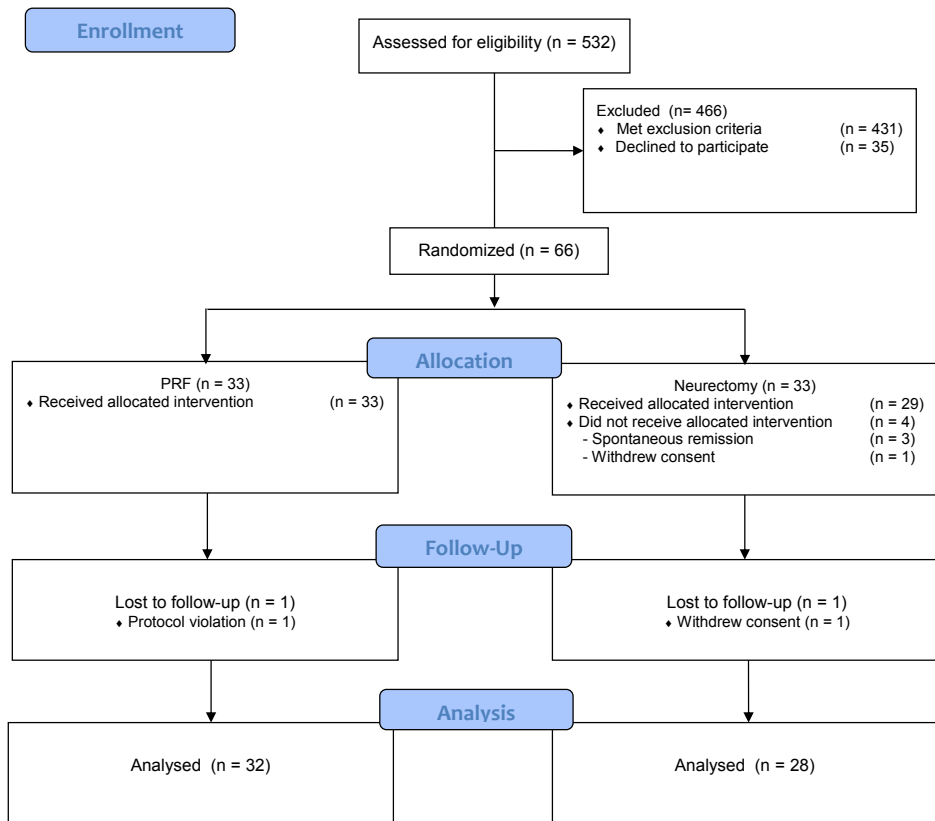 Enrollment
Assessed for eligibility (n = 532)
Excluded (n= 466)
♦ Met exclusion criteria (n = 431)
♦ Declined to participate (n = 35)
Randomized (n = 66)
Allocation
PRF (n = 33)
♦ Received allocated intervention (n = 33)
Neurectomy (n = 33)
♦ Received allocated intervention (n = 29)
♦ Did not receive allocated intervention (n = 4)
- Spontaneous remission (n = 3)
- Withdrew consent (n = 1)
Follow-Up
Lost to follow-up (n = 1)
♦ Protocol violation (n = 1)
Lost to follow-up (n = 1)
♦ Withdrew consent (n = 1)
Analysis
Analysed (n = 32)
Analysed (n = 28)